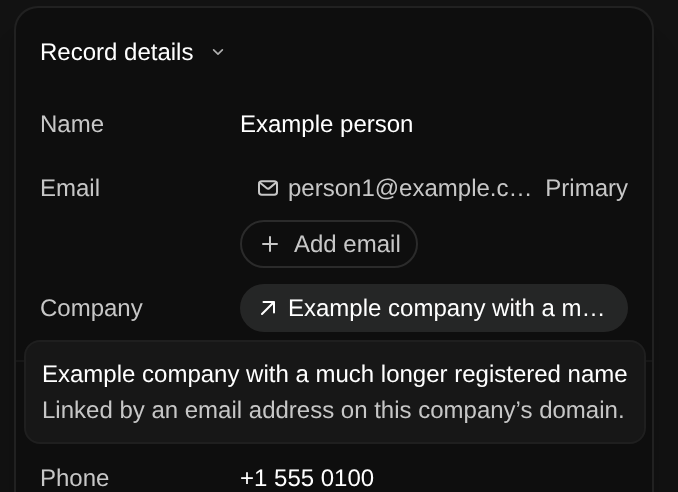 Record details
Name
Example person
Email
person1@example.c…
Primary
Add email
Company
Example company with a m…
Example company with a much longer registered name
Linked by an email address on this company’s domain.
Phone
+1 555 0100